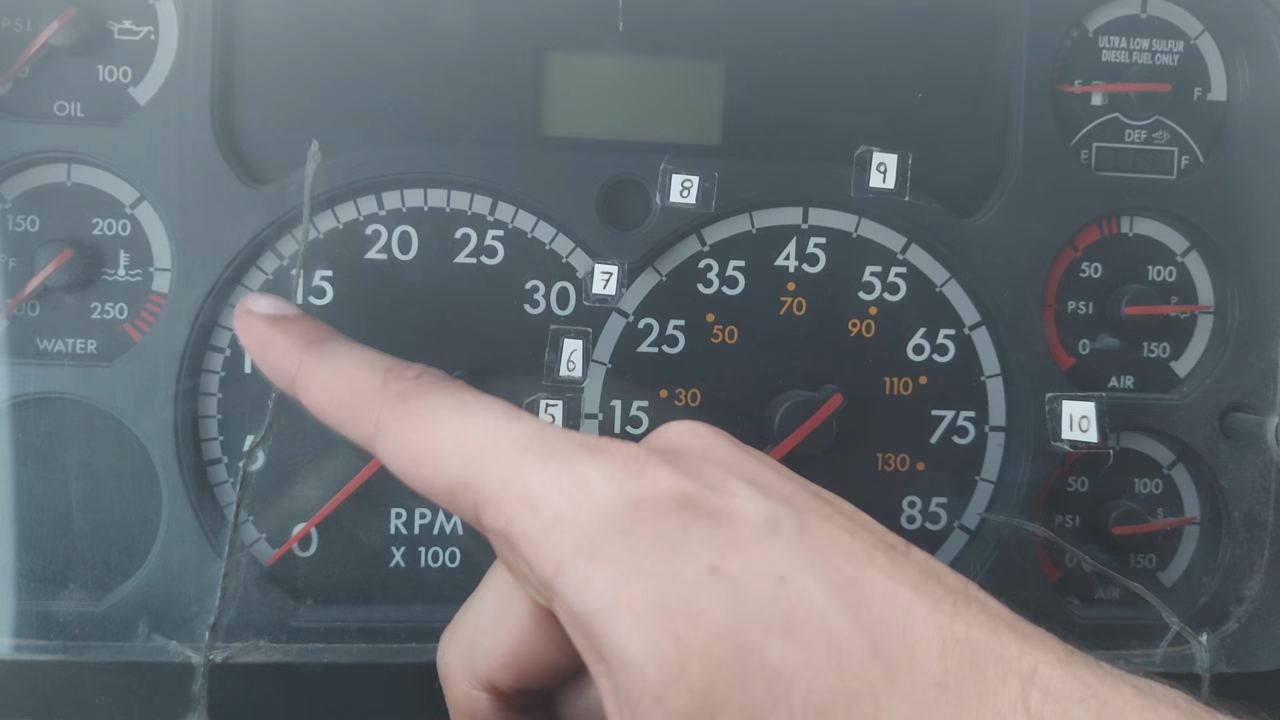 PSI
100
OIL
ULTRA LOW SULFUR
DIESEL FUEL ONLY
E F
DEF
E F
150 200
°F
250
WATER
0
15
20
25
30
RPM
X 100
5
6
7
8
9
10
15
25
35
45
55
65
75
85
30
50
70
90
110
130
50 100
PSI
0 150
AIR
50 100
PSI S
0 150
AIR